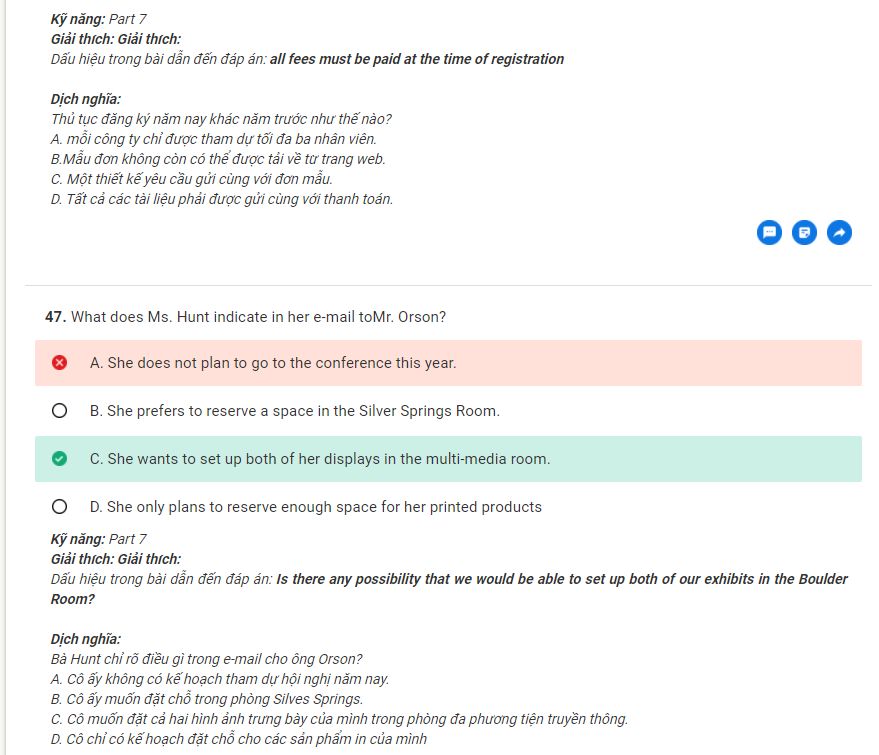 Kỹ năng: Part 7
Giải thích: Giải thích:
Dấu hiệu trong bài dẫn đến đáp án: all fees must be paid at the time of registration
Dịch nghĩa:
Thủ tục đăng ký năm nay khác năm trước như thế nào?
A. mỗi công ty chỉ được tham dự tối đa ba nhân viên.
B.Mẫu đơn không còn có thể được tải về từ trang web.
C. Một thiết kế yêu cầu gửi cùng với đơn mẫu.
D. Tất cả các tài liệu phải được gửi cùng với thanh toán.
47. What does Ms. Hunt indicate in her e-mail toMr. Orson?
A. She does not plan to go to the conference this year.
B. She prefers to reserve a space in the Silver Springs Room.
C. She wants to set up both of her displays in the multi-media room.
D. She only plans to reserve enough space for her printed products
Kỹ năng: Part 7
Giải thích: Giải thích:
Dấu hiệu trong bài dẫn đến đáp án: Is there any possibility that we would be able to set up both of our exhibits in the Boulder
Room?
Dịch nghĩa:
Bà Hunt chỉ rõ điều gì trong e-mail cho ông Orson?
A. Cô ấy không có kế hoạch tham dự hội nghị năm nay.
B. Cô ấy muốn đặt chỗ trong phòng Silves Springs.
C. Cô muốn đặt cả hai hình ảnh trưng bày của mình trong phòng đa phương tiện truyền thông.
D. Cô chỉ có kế hoạch đặt chỗ cho các sản phẩm in của mình